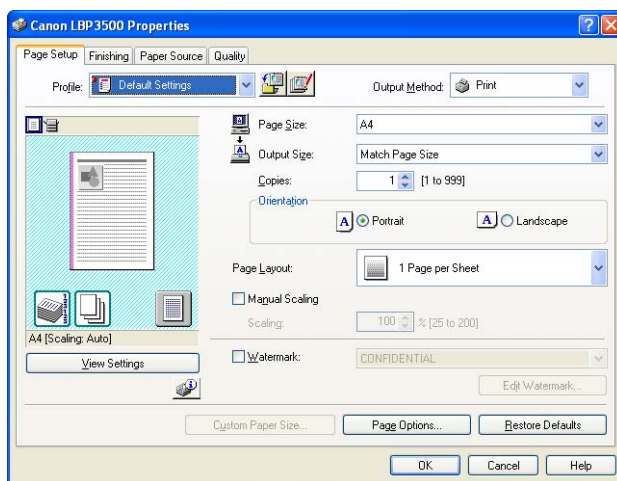 Canon LBP3500 Properties
Page Setup Finishing Paper Source Quality
Profile: Default Settings Output Method: Print
Page Size: A4
Output Size: Match Page Size
Copies: 1 [1 to 999]
Orientation
A Portrait A Landscape
Page Layout: 1 Page per Sheet
Manual Scaling
Scaling: 100 % [25 to 200]
A4 [Scaling: Auto]
View Settings
Watermark: CONFIDENTIAL
Edit Watermark...
Custom Paper Size... Page Options... Restore Defaults
OK Cancel Help